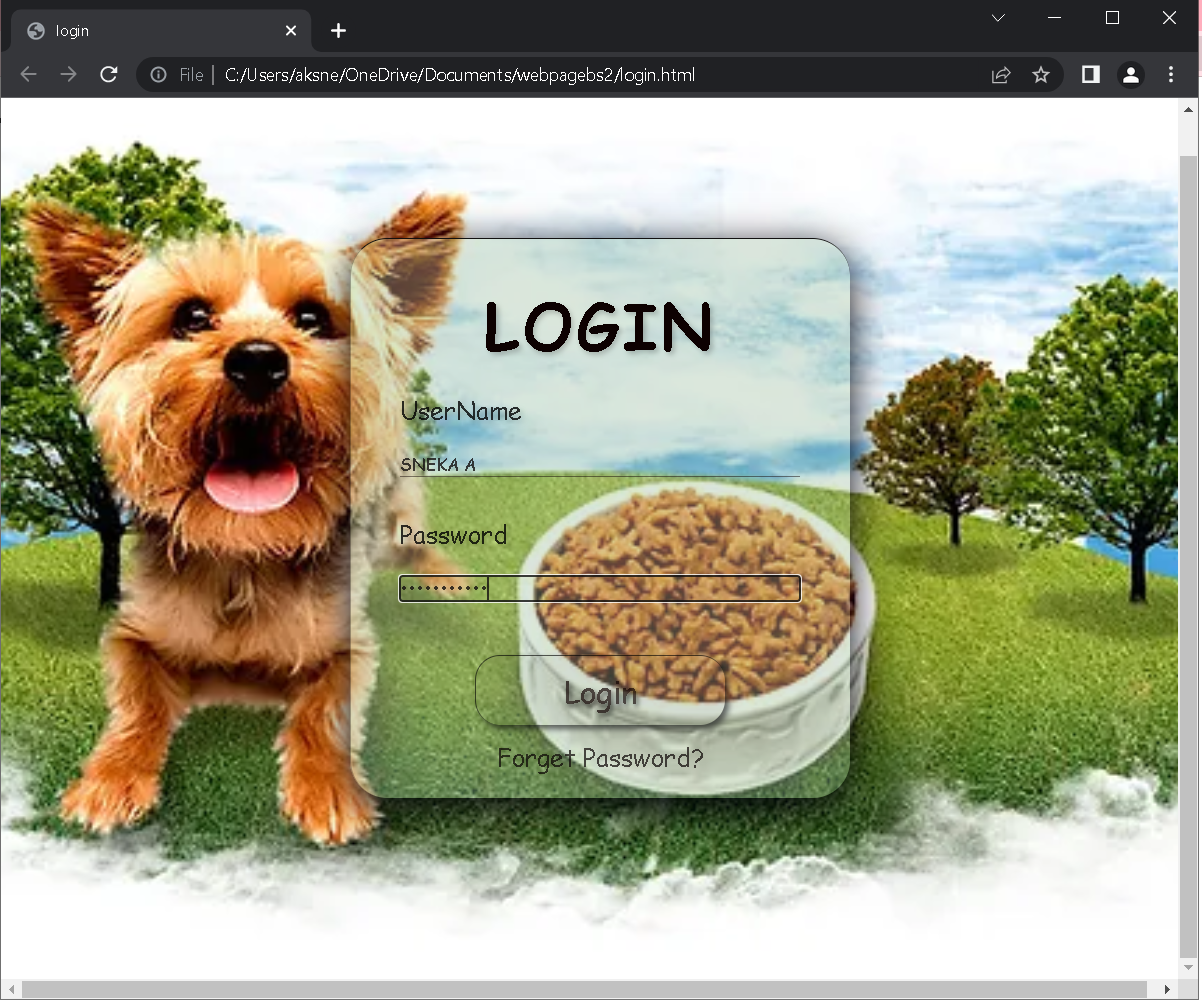 login
File | C:/Users/aksne/OneDrive/Documents/webpagebs2/login.html
LOGIN
UserName
SNEKA A
Password
•••••••••••
Login
Forget Password?